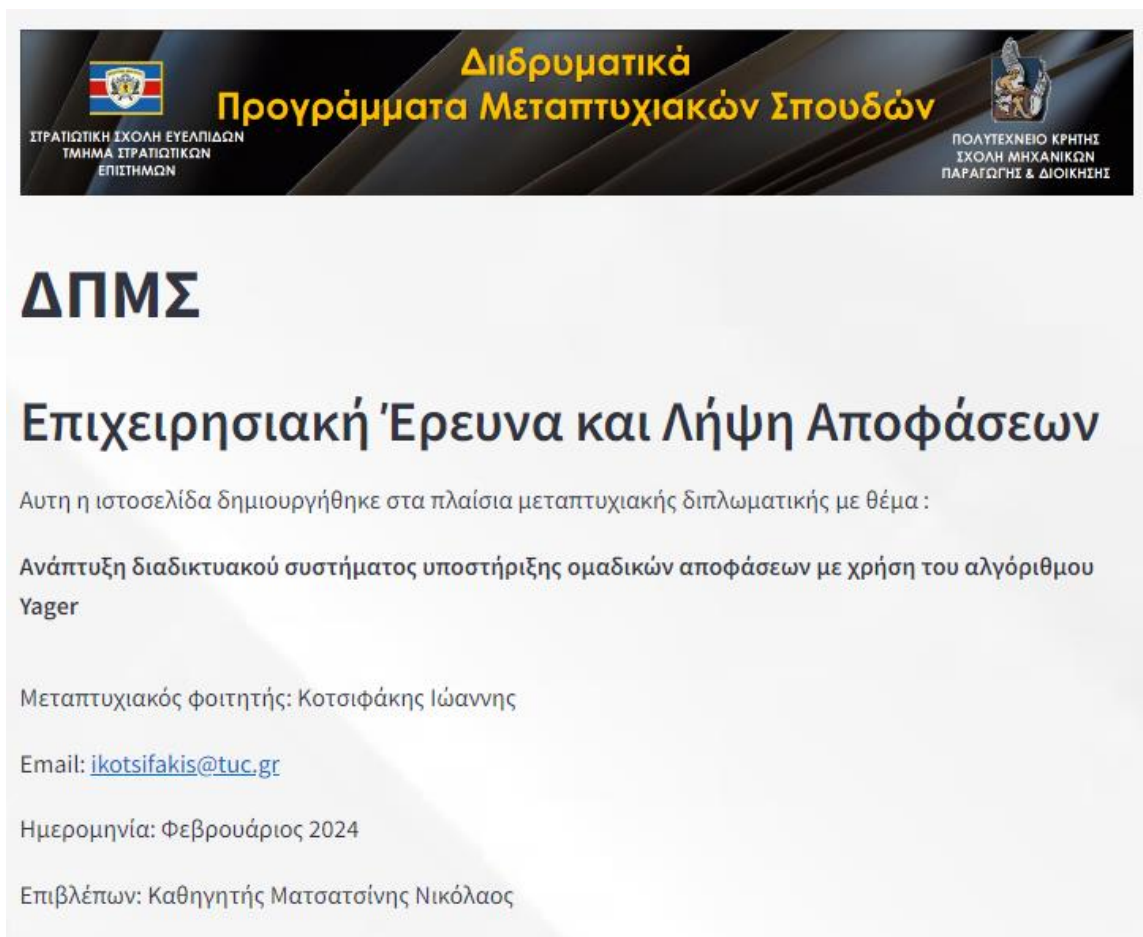 Διιδρυματικά
Προγράμματα Μεταπτυχιακών Σπουδών
ΣΤΡΑΤΙΩΤΙΚΗ ΣΧΟΛΗ ΕΥΕΛΠΙΔΩΝ
ΤΜΗΜΑ ΣΤΡΑΤΙΩΤΙΚΩΝ
ΕΠΙΣΤΗΜΩΝ
ΠΟΛΥΤΕΧΝΕΙΟ ΚΡΗΤΗΣ
ΣΧΟΛΗ ΜΗΧΑΝΙΚΩΝ
ΠΑΡΑΓΩΓΗΣ & ΔΙΟΙΚΗΣΗΣ
ΔΠΜΣ
Επιχειρησιακή Έρευνα και Λήψη Αποφάσεων
Αυτη η ιστοσελίδα δημιουργήθηκε στα πλαίσια μεταπτυχιακής διπλωματικής με θέμα :
Ανάπτυξη διαδικτυακού συστήματος υποστήριξης ομαδικών αποφάσεων με χρήση του αλγόριθμου
Yager
Μεταπτυχιακός φοιτητής: Κοτσιφάκης Ιώαννης
Email: ikotsifakis@tuc.gr
Ημερομηνία: Φεβρουάριος 2024
Επιβλέπων: Καθηγητής Ματσατσίνης Νικόλαος